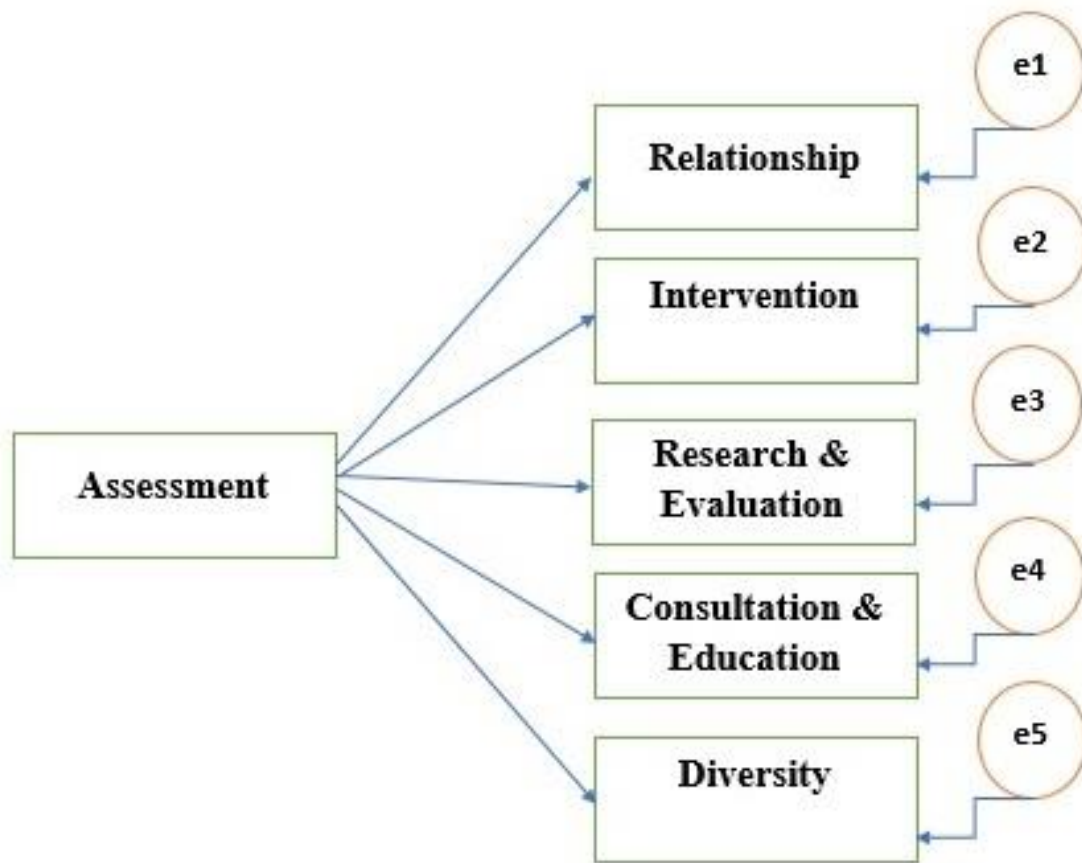 e1
Relationship
e2
Intervention
e3
Research &
Evaluation
Assessment
e4
Consultation &
Education
e5
Diversity